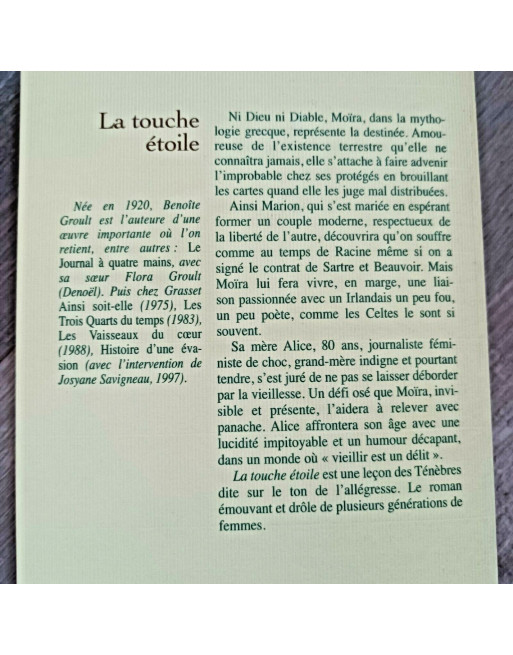 La touche
étoile
Née en 1920, Benoîte
Groult est l'auteure d'une
œuvre importante où l'on
retient, entre autres : Le
Journal à quatre mains, avec
sa sœur Flora Groult
(Denoël). Puis chez Grasset
Ainsi soit-elle (1975), Les
Trois Quarts du temps (1983),
Les Vaisseaux du cœur
(1988), Histoire d'une éva-
sion (avec l'intervention de
Josyane Savigneau, 1997).
Ni Dieu ni Diable, Moïra, dans la mytho-
logie grecque, représente la destinée. Amou-
reuse de l'existence terrestre qu'elle ne
connaîtra jamais, elle s'attache à faire advenir
l'improbable chez ses protégés en brouillant
les cartes quand elle les juge mal distribuées.
Ainsi Marion, qui s'est mariée en espérant
former un couple moderne, respectueux de
la liberté de l'autre, découvrira qu'on souffre
comme au temps de Racine même si on a
signé le contrat de Sartre et Beauvoir. Mais
Moïra lui fera vivre, en marge, une liai-
son passionnée avec un Irlandais un peu fou,
un peu poète, comme les Celtes le sont si
souvent.
Sa mère Alice, 80 ans, journaliste fémi-
niste de choc, grand-mère indigne et pourtant
tendre, s'est juré de ne pas se laisser déborder
par la vieillesse. Un défi osé que Moïra, invi-
sible et présente, l'aidera à relever avec
panache. Alice affrontera son âge avec une
lucidité impitoyable et un humour décapant,
dans un monde où « vieillir est un délit ».
La touche étoile est une leçon des Ténèbres
dite sur le ton de l'allégresse. Le roman
émouvant et drôle de plusieurs générations de
femmes.